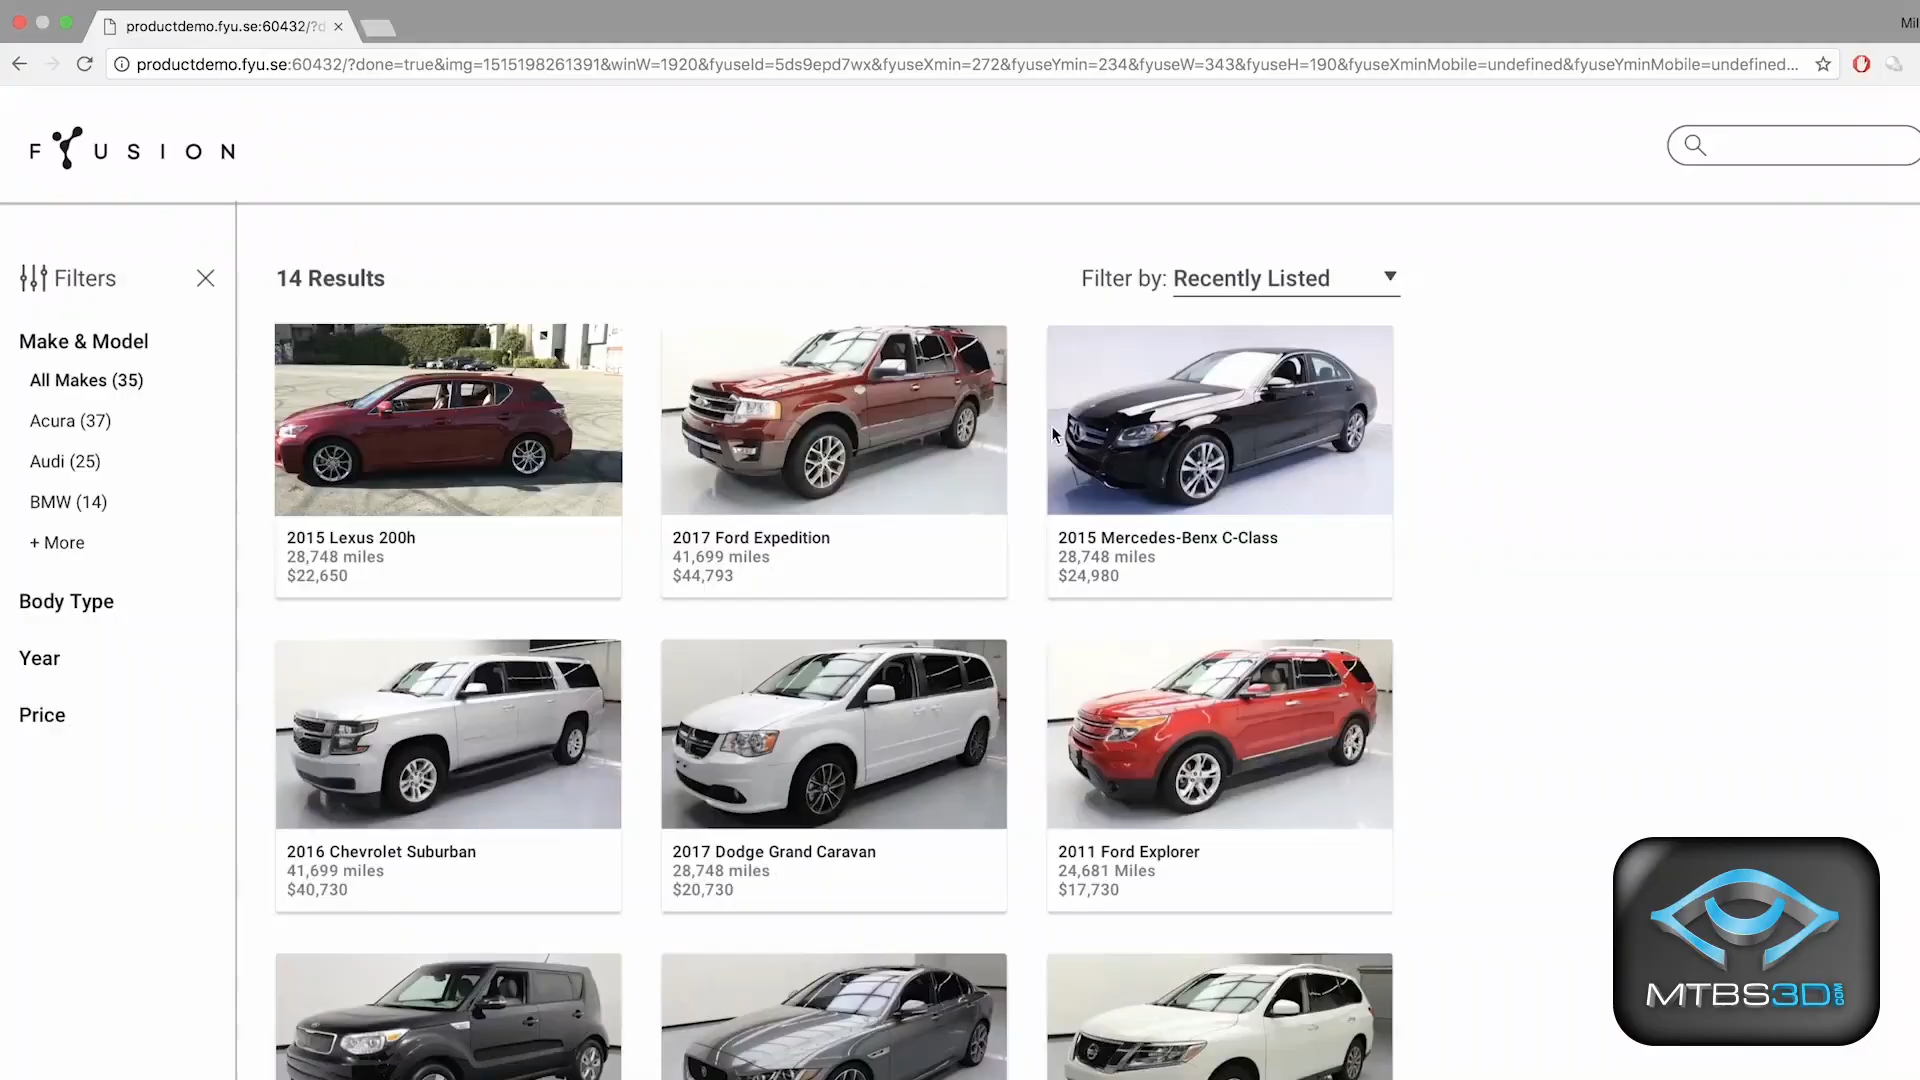 productdemo.fyu.se:60432/?d
Mil
productdemo.fyu.se:60432/?done=true&img=1515198261391&winW=1920&fyuseId=5ds9epd7wx&fyuseXmin=272&fyuseYmin=234&fyuseW=343&fyuseH=190&fyuseXminMobile=undefined&fyuseYminMobile=undefined...
FYUSION
Filters
14 Results
Filter by: Recently Listed
Make & Model
All Makes (35)
Acura (37)
Audi (25)
BMW (14)
+ More
Body Type
Year
Price
2015 Lexus 200h
28,748 miles
$22,650
2017 Ford Expedition
41,699 miles
$44,793
2015 Mercedes-Benz C-Class
28,748 miles
$24,980
2016 Chevrolet Suburban
41,699 miles
$40,730
2017 Dodge Grand Caravan
28,748 miles
$20,730
2011 Ford Explorer
24,681 Miles
$17,730
MTBS3D.COM